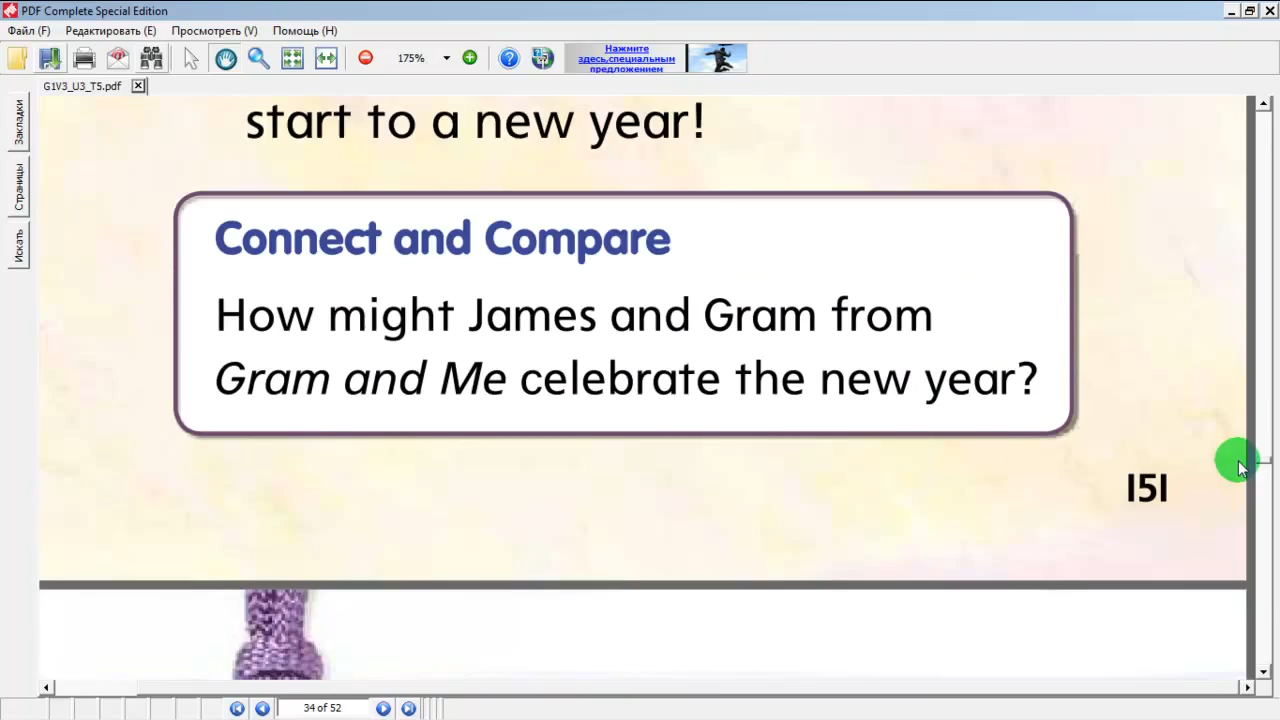 PDF Complete Special Edition
Файл (F) Редактировать (E) Просмотреть (V) Помощь (H)
175%
Нажмите
здесь,специальным
предложением
G1V3_U3_T5.pdf
Закладки
Страницы
Искать
start to a new year!
Connect and Compare
How might James and Gram from
Gram and Me celebrate the new year?
151
34 of 52